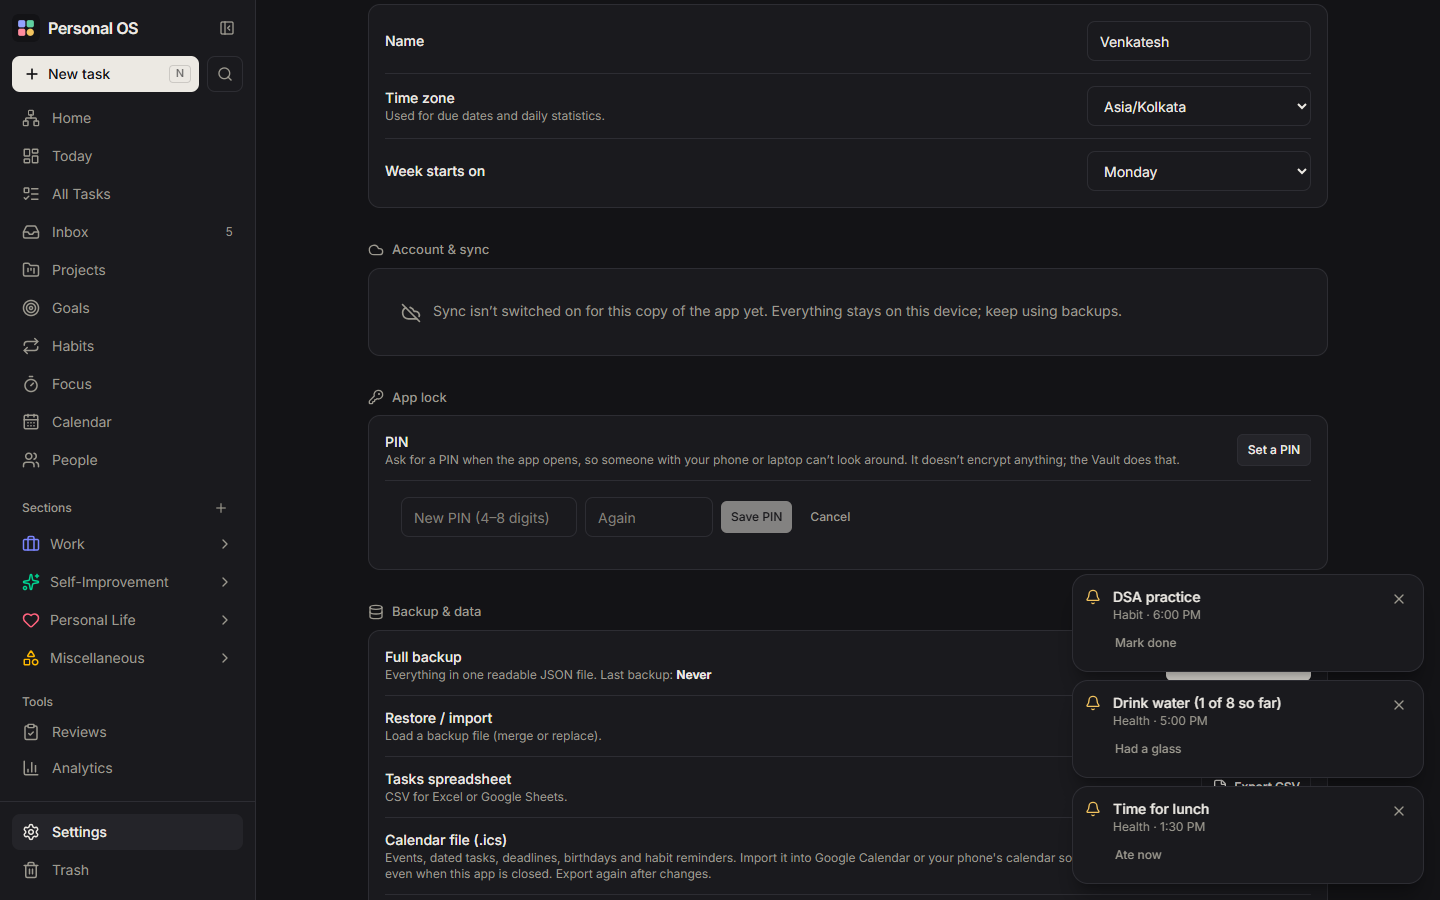 Personal OS
New task
N
Home
Today
All Tasks
Inbox
5
Projects
Goals
Habits
Focus
Calendar
People
Sections
Work
Self-Improvement
Personal Life
Miscellaneous
Tools
Reviews
Analytics
Settings
Trash
Name
Venkatesh
Time zone
Used for due dates and daily statistics.
Asia/Kolkata
Week starts on
Monday
Account & sync
Sync isn't switched on for this copy of the app yet. Everything stays on this device; keep using backups.
App lock
PIN
Ask for a PIN when the app opens, so someone with your phone or laptop can't look around. It doesn't encrypt anything; the Vault does that.
Set a PIN
New PIN (4–8 digits)
Again
Save PIN
Cancel
Backup & data
Full backup
Everything in one readable JSON file. Last backup: Never
Restore / import
Load a backup file (merge or replace).
Tasks spreadsheet
CSV for Excel or Google Sheets.
Export CSV
Calendar file (.ics)
Events, dated tasks, deadlines, birthdays and habit reminders. Import it into Google Calendar or your phone's calendar so
even when this app is closed. Export again after changes.
DSA practice
Habit · 6:00 PM
Mark done
Drink water (1 of 8 so far)
Health · 5:00 PM
Had a glass
Time for lunch
Health · 1:30 PM
Ate now